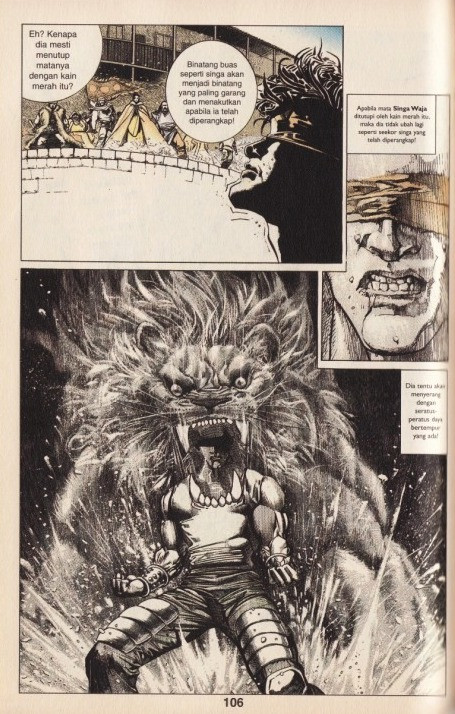 Eh? Kenapa
dia mesti
menutup
matanya
dengan kain
merah itu?
Binatang buas
seperti singa akan
menjadi binatang
yang paling garang
dan menakutkan
apabila ia telah
diperangkap!
Apabila mata Singa Waja
ditutupi oleh kain merah itu,
maka dia tidak ubah lagi
seperti seekor singa yang
telah diperangkap!
Dia tentu akan
menyerang
dengan
seratus-
peratus daya
bertempur
yang ada!
106